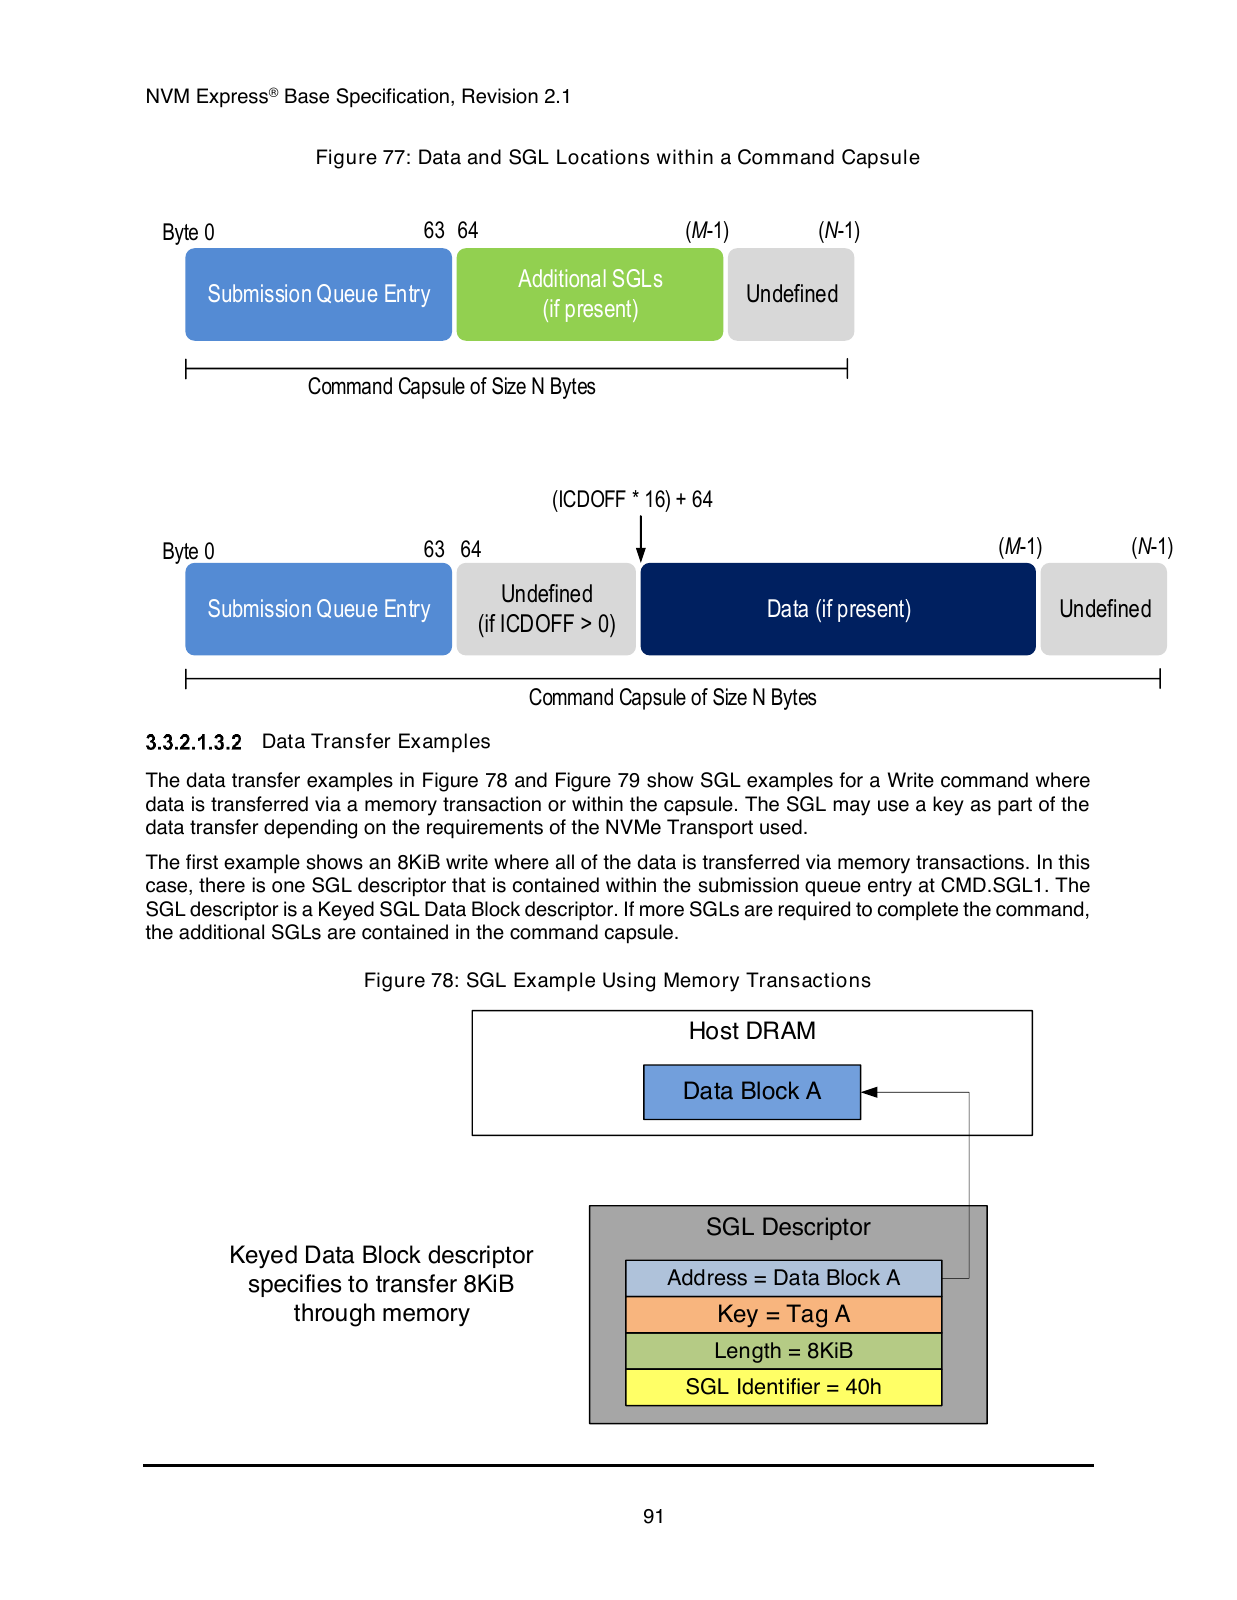 NVM Express® Base Specification, Revision 2.1
Figure 77: Data and SGL Locations within a Command Capsule
Byte 0 63 64 (M-1) (N-1)
Submission Queue Entry
Additional SGLs
(if present)
Undefined
Command Capsule of Size N Bytes
(ICDOFF * 16) + 64
Byte 0 63 64 (M-1) (N-1)
Submission Queue Entry
Undefined
(if ICDOFF > 0)
Data (if present)
Undefined
Command Capsule of Size N Bytes
3.3.2.1.3.2 Data Transfer Examples
The data transfer examples in Figure 78 and Figure 79 show SGL examples for a Write command where
data is transferred via a memory transaction or within the capsule. The SGL may use a key as part of the
data transfer depending on the requirements of the NVMe Transport used.
The first example shows an 8KiB write where all of the data is transferred via memory transactions. In this
case, there is one SGL descriptor that is contained within the submission queue entry at CMD.SGL1. The
SGL descriptor is a Keyed SGL Data Block descriptor. If more SGLs are required to complete the command,
the additional SGLs are contained in the command capsule.
Figure 78: SGL Example Using Memory Transactions
Host DRAM
Data Block A
Keyed Data Block descriptor
specifies to transfer 8KiB
through memory
SGL Descriptor
Address = Data Block A
Key = Tag A
Length = 8KiB
SGL Identifier = 40h
91